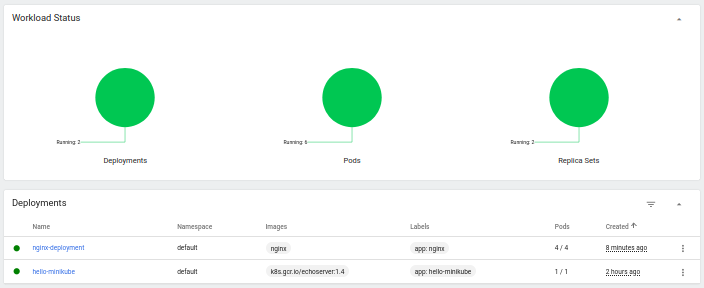 Workload Status
Running: 2
Running: 6
Running: 2
Deployments
Pods
Replica Sets
Deployments
Name Namespace Images Labels Pods Created
nginx-deployment default nginx app: nginx 4 / 4 8 minutes ago
hello-minikube default k8s.gcr.io/echoserver:1.4 app: hello-minikube 1 / 1 2 hours ago